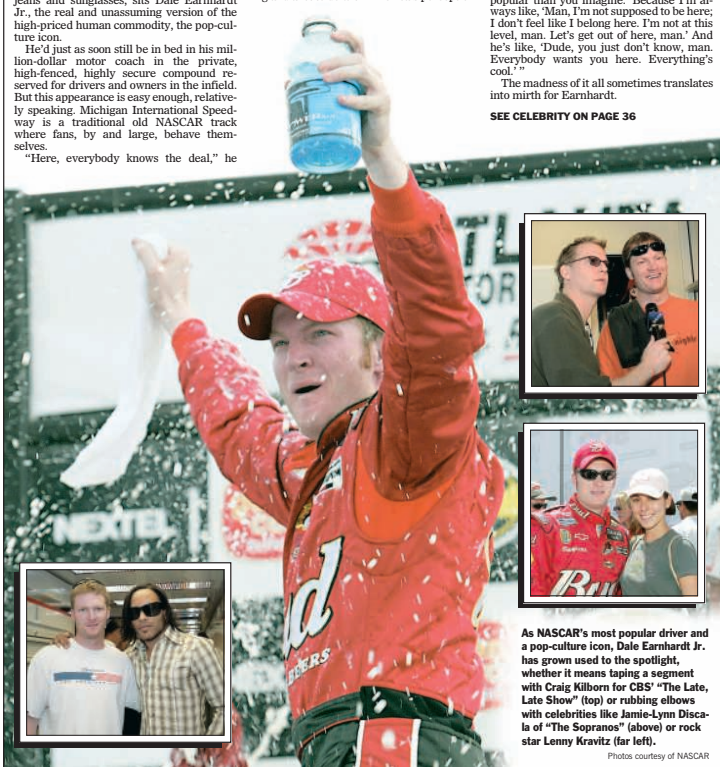 jeans and sunglasses, sits Dale Earnhardt
Jr., the real and unassuming version of the
high-priced human commodity, the pop-cul-
ture icon.
He'd just as soon still be in bed in his mil-
lion-dollar motor coach in the private,
high-fenced, highly secure compound re-
served for drivers and owners in the infield.
But this appearance is easy enough, relative-
ly speaking. Michigan International Speed-
way is a traditional old NASCAR track
where fans, by and large, behave them-
selves.
"Here, everybody knows the deal," he
popular than you imagine. 'Because I'm al-
ways like, 'Man, I'm not supposed to be here;
I don't feel like I belong here. I'm not at this
level, man. Let's get out of here, man.' And
he's like, 'Dude, you just don't know, man.
Everybody wants you here. Everything's
cool.' "
The madness of it all sometimes translates
into mirth for Earnhardt.
SEE CELEBRITY ON PAGE 36
NEXTEL
Bud
As NASCAR's most popular driver and
a pop-culture icon, Dale Earnhardt Jr.
has grown used to the spotlight,
whether it means taping a segment
with Craig Kilborn for CBS' "The Late,
Late Show" (top) or rubbing elbows
with celebrities like Jamie-Lynn Disca-
la of "The Sopranos" (above) or rock
star Lenny Kravitz (far left).
Photos courtesy of NASCAR